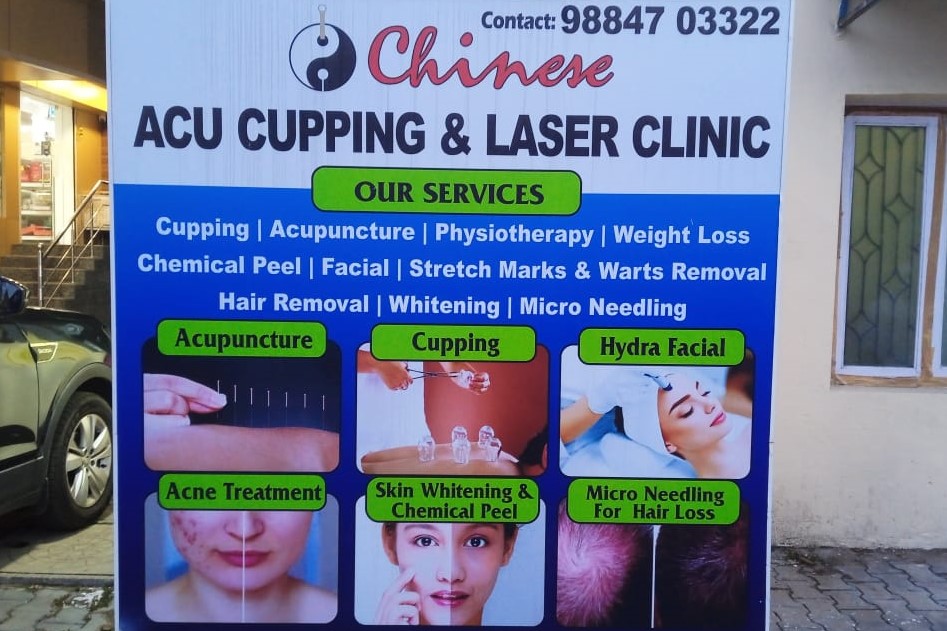 Contact: 98847 03322
Chinese
ACU CUPPING & LASER CLINIC
OUR SERVICES
Cupping | Acupuncture | Physiotherapy | Weight Loss
Chemical Peel | Facial | Stretch Marks & Warts Removal
Hair Removal | Whitening | Micro Needling
Acupuncture
Cupping
Hydra Facial
Acne Treatment
Skin Whitening &
Chemical Peel
Micro Needling
For Hair Loss